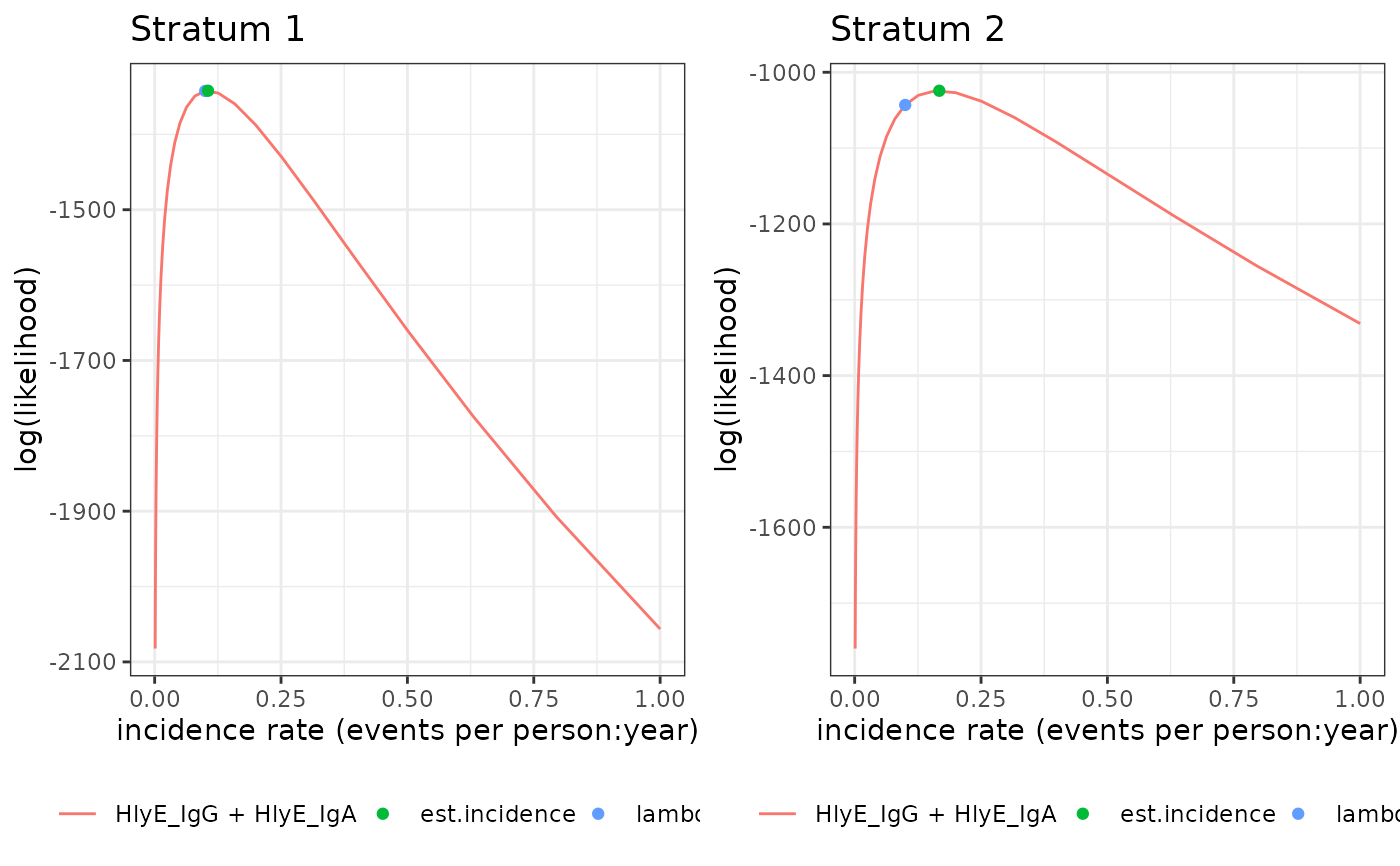 Stratum 1
log(likelihood)
-1500
-1700
-1900
-2100
0.00 0.25 0.50 0.75 1.00
incidence rate (events per person:year)
HlyE_IgG + HlyE_IgA est.incidence
Stratum 2
log(likelihood)
-1000
-1200
-1400
-1600
0.00 0.25 0.50 0.75 1.00
incidence rate (events per person:year)
HlyE_IgG + HlyE_IgA est.incidence